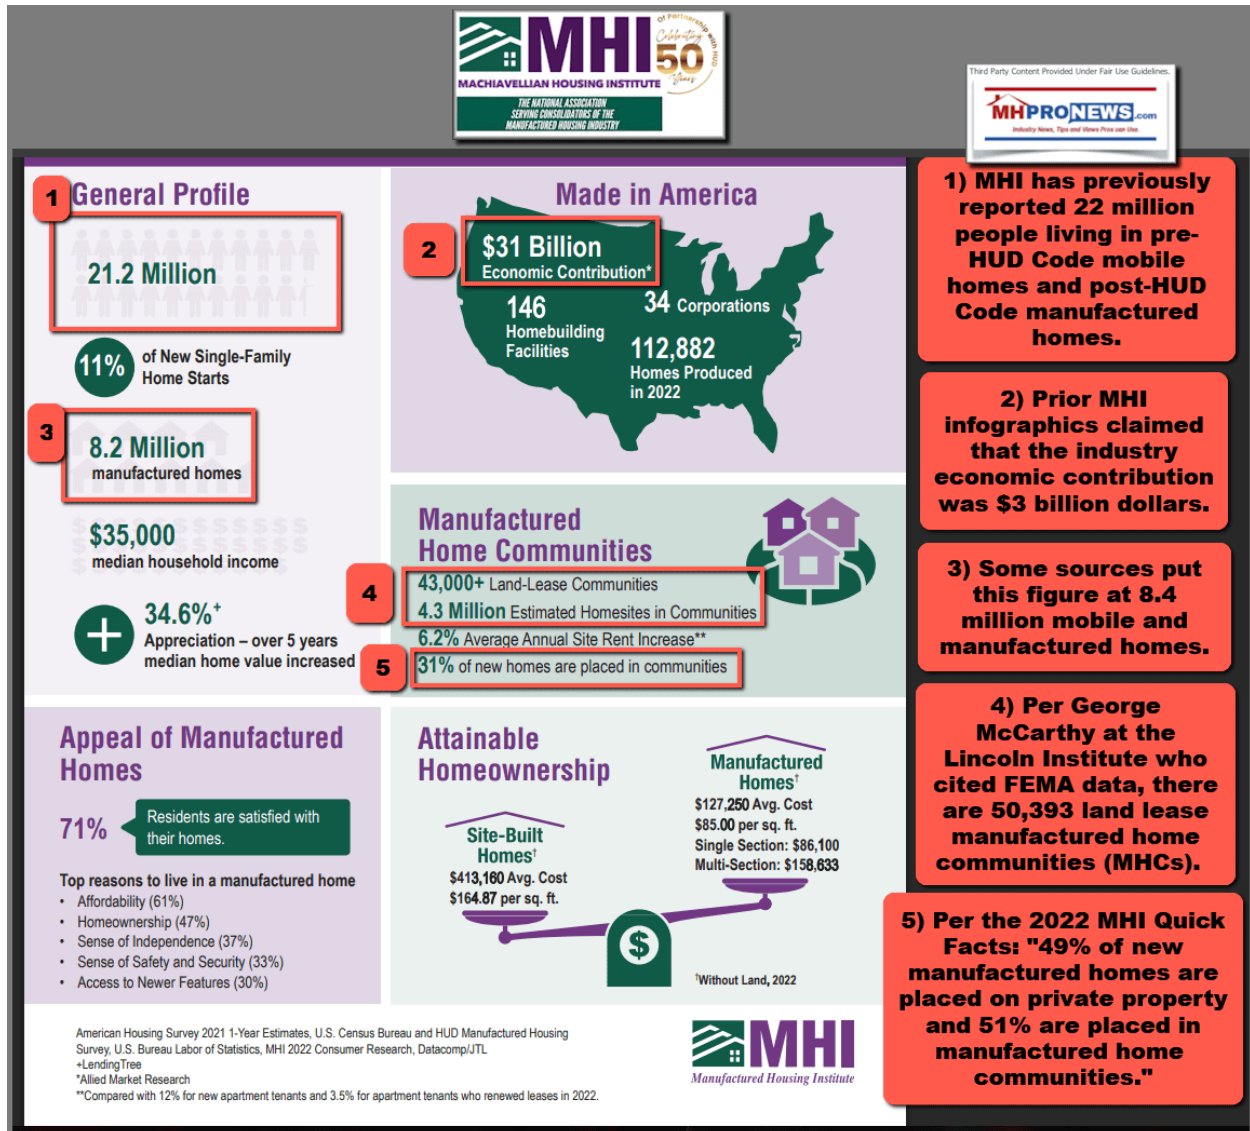 MHI
Of Partnership with HUD
Celebrating
50
Years
MACHIAVELLIAN HOUSING INSTITUTE
THE NATIONAL ASSOCIATION
SERVING CONSOLIDATORS OF THE
MANUFACTURED HOUSING INDUSTRY
Third Party Content Provided Under Fair Use Guidelines.
MHPRONEWS.com
Industry News, Tips and Views Pros can Use
1
General Profile
21.2 Million
11%
of New Single-Family
Home Starts
3
8.2 Million
manufactured homes
$35,000
median household income
+
34.6%+
Appreciation – over 5 years
median home value increased
Made in America
2
$31 Billion
Economic Contribution*
146
Homebuilding
Facilities
34 Corporations
112,882
Homes Produced
in 2022
Manufactured
Home Communities
4
43,000+ Land-Lease Communities
4.3 Million Estimated Homesites in Communities
6.2% Average Annual Site Rent Increase**
5
31% of new homes are placed in communities
Appeal of Manufactured
Homes
71%
Residents are satisfied with
their homes.
Top reasons to live in a manufactured home
• Affordability (61%)
• Homeownership (47%)
• Sense of Independence (37%)
• Sense of Safety and Security (33%)
• Access to Newer Features (30%)
Attainable
Homeownership
Site-Built
Homes†
$413,160 Avg. Cost
$164.87 per sq. ft.
Manufactured
Homes†
$127,250 Avg. Cost
$85.00 per sq. ft.
Single Section: $86,100
Multi-Section: $158,633
$
†Without Land, 2022
American Housing Survey 2021 1-Year Estimates, U.S. Census Bureau and HUD Manufactured Housing
Survey, U.S. Bureau Labor of Statistics, MHI 2022 Consumer Research, Datacomp/JTL
+LendingTree
*Allied Market Research
**Compared with 12% for new apartment tenants and 3.5% for apartment tenants who renewed leases in 2022.
MHI
Manufactured Housing Institute
1) MHI has previously
reported 22 million
people living in pre-
HUD Code mobile
homes and post-HUD
Code manufactured
homes.
2) Prior MHI
infographics claimed
that the industry
economic contribution
was $3 billion dollars.
3) Some sources put
this figure at 8.4
million mobile and
manufactured homes.
4) Per George
McCarthy at the
Lincoln Institute who
cited FEMA data, there
are 50,393 land lease
manufactured home
communities (MHCs).
5) Per the 2022 MHI Quick
Facts: "49% of new
manufactured homes are
placed on private property
and 51% are placed in
manufactured home
communities."